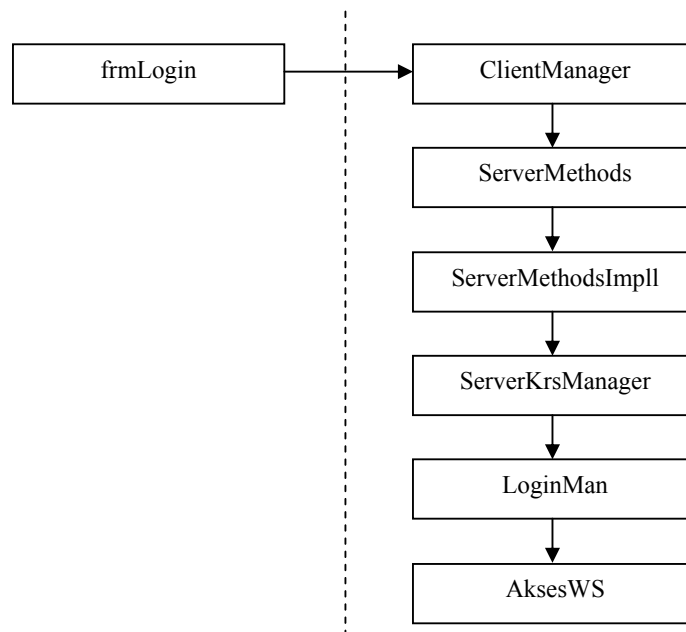 frmLogin
ClientManager
ServerMethods
ServerMethodsImpll
ServerKrsManager
LoginMan
AksesWS